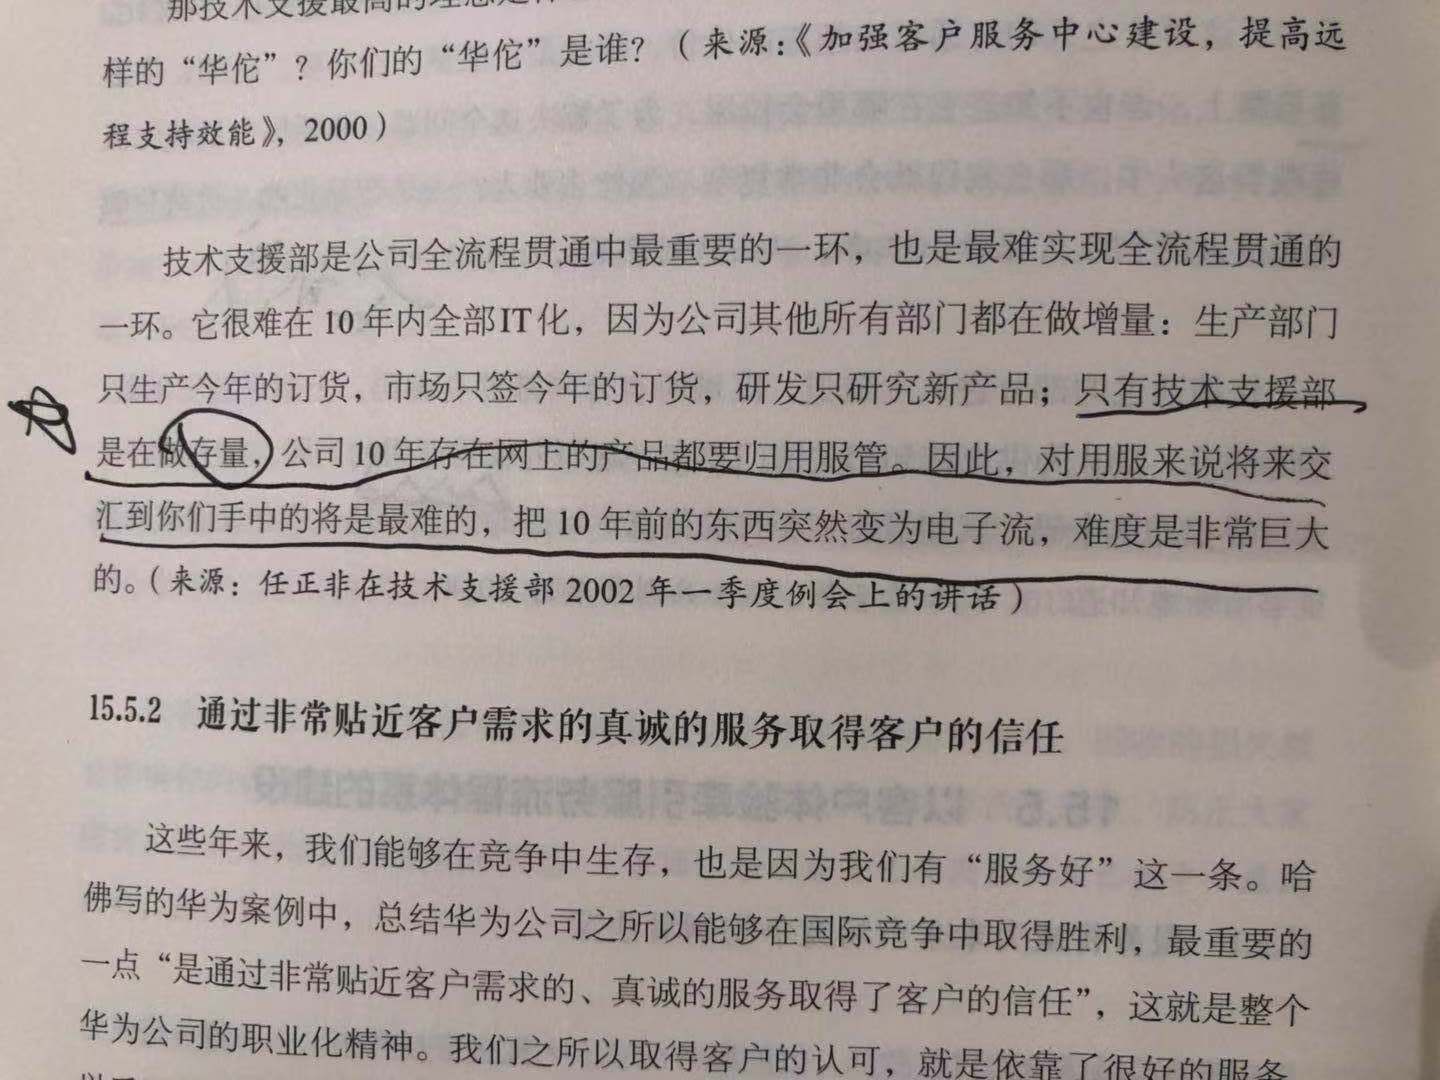 那技术支援最高的理想是
样的“华佗”？你们的“华佗”是谁？（来源：《加强客户服务中心建设，提高远
程支持效能》，2000）
技术支援部是公司全流程贯通中最重要的一环，也是最难实现全流程贯通的
一环。它很难在 10 年内全部IT化，因为公司其他所有部门都在做增量：生产部门
只生产今年的订货，市场只签今年的订货，研发只研究新产品；只有技术支援部
是在做存量，公司 10 年存在网上的产品都要归用服管。因此，对用服来说将来交
汇到你们手中的将是最难的，把 10 年前的东西突然变为电子流，难度是非常巨大
的。（来源：任正非在技术支援部 2002 年一季度例会上的讲话）
15.5.2 通过非常贴近客户需求的真诚的服务取得客户的信任
这些年来，我们能够在竞争中生存，也是因为我们有“服务好”这一条。哈
佛写的华为案例中，总结华为公司之所以能够在国际竞争中取得胜利，最重要的
一点“是通过非常贴近客户需求的、真诚的服务取得了客户的信任”，这就是整个
华为公司的职业化精神。我们之所以取得客户的认可，就是依靠了很好的服务，